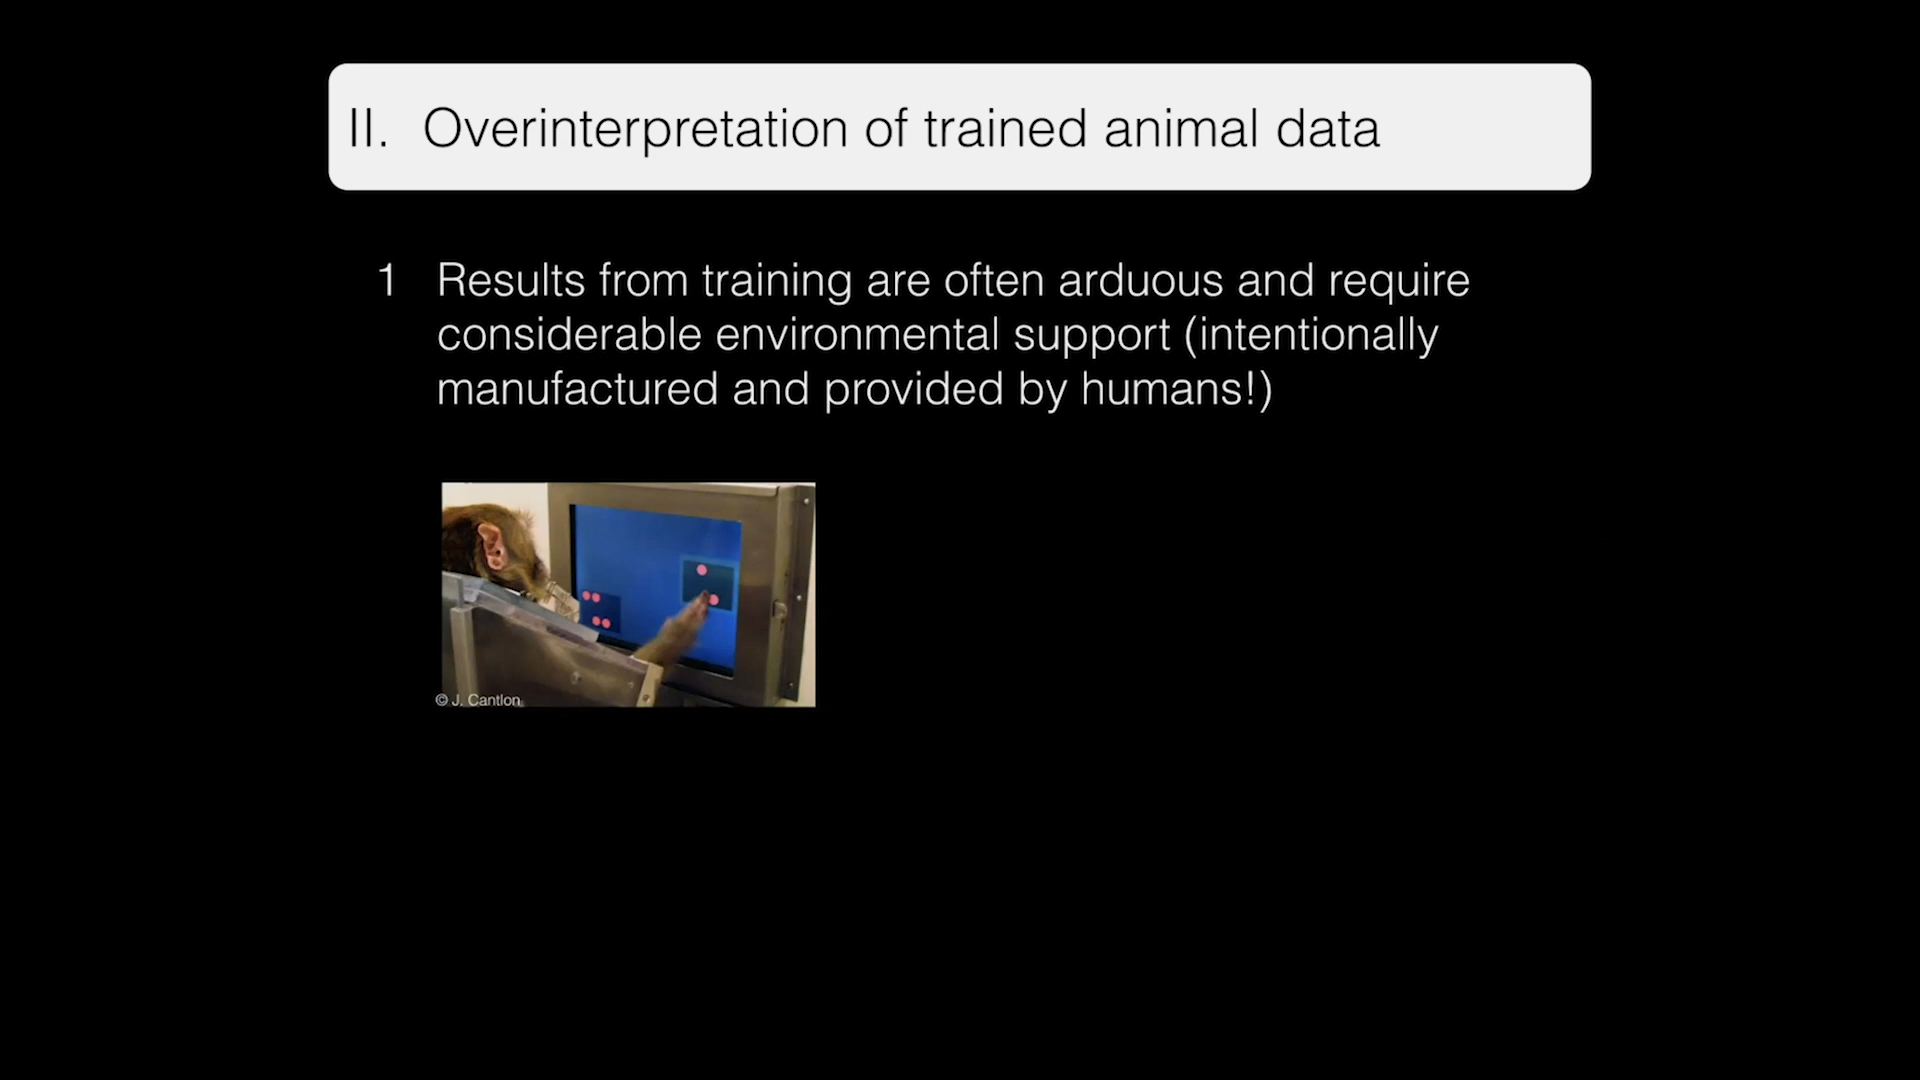 II. Overinterpretation of trained animal data
1 Results from training are often arduous and require
considerable environmental support (intentionally
manufactured and provided by humans!)
© J. Cantlon